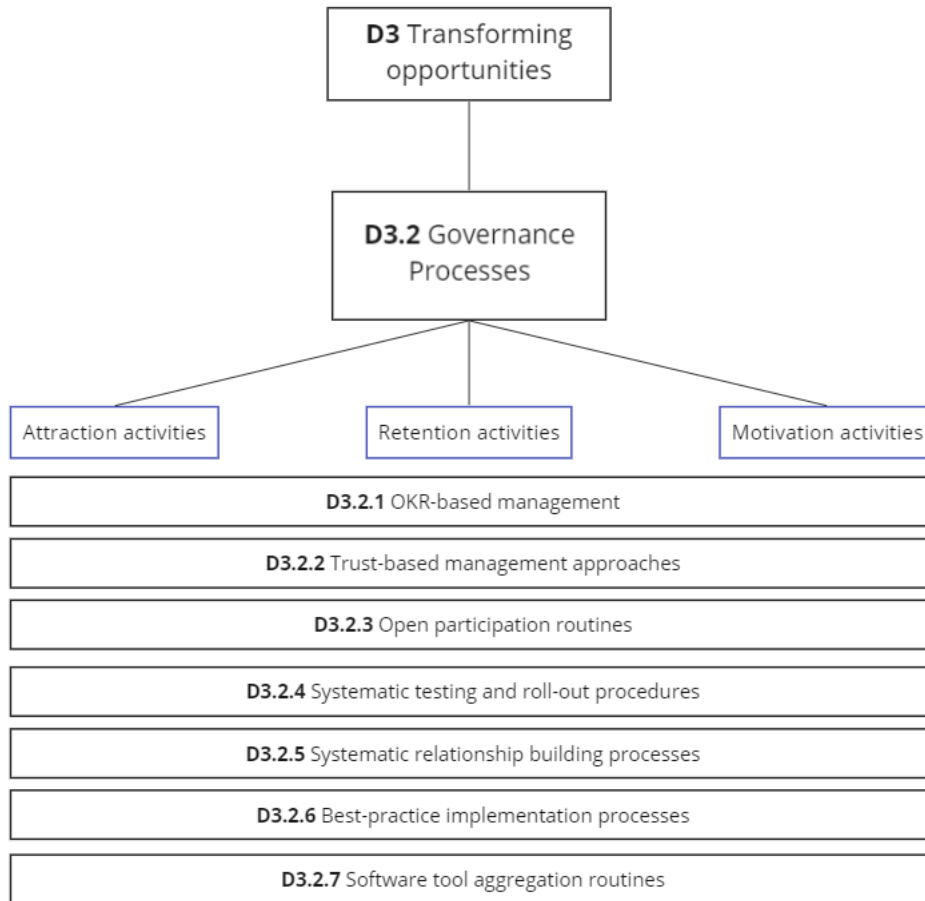 D3 Transforming
opportunities
D3.2 Governance
Processes
Attraction activities
Retention activities
Motivation activities
D3.2.1 OKR-based management
D3.2.2 Trust-based management approaches
D3.2.3 Open participation routines
D3.2.4 Systematic testing and roll-out procedures
D3.2.5 Systematic relationship building processes
D3.2.6 Best-practice implementation processes
D3.2.7 Software tool aggregation routines